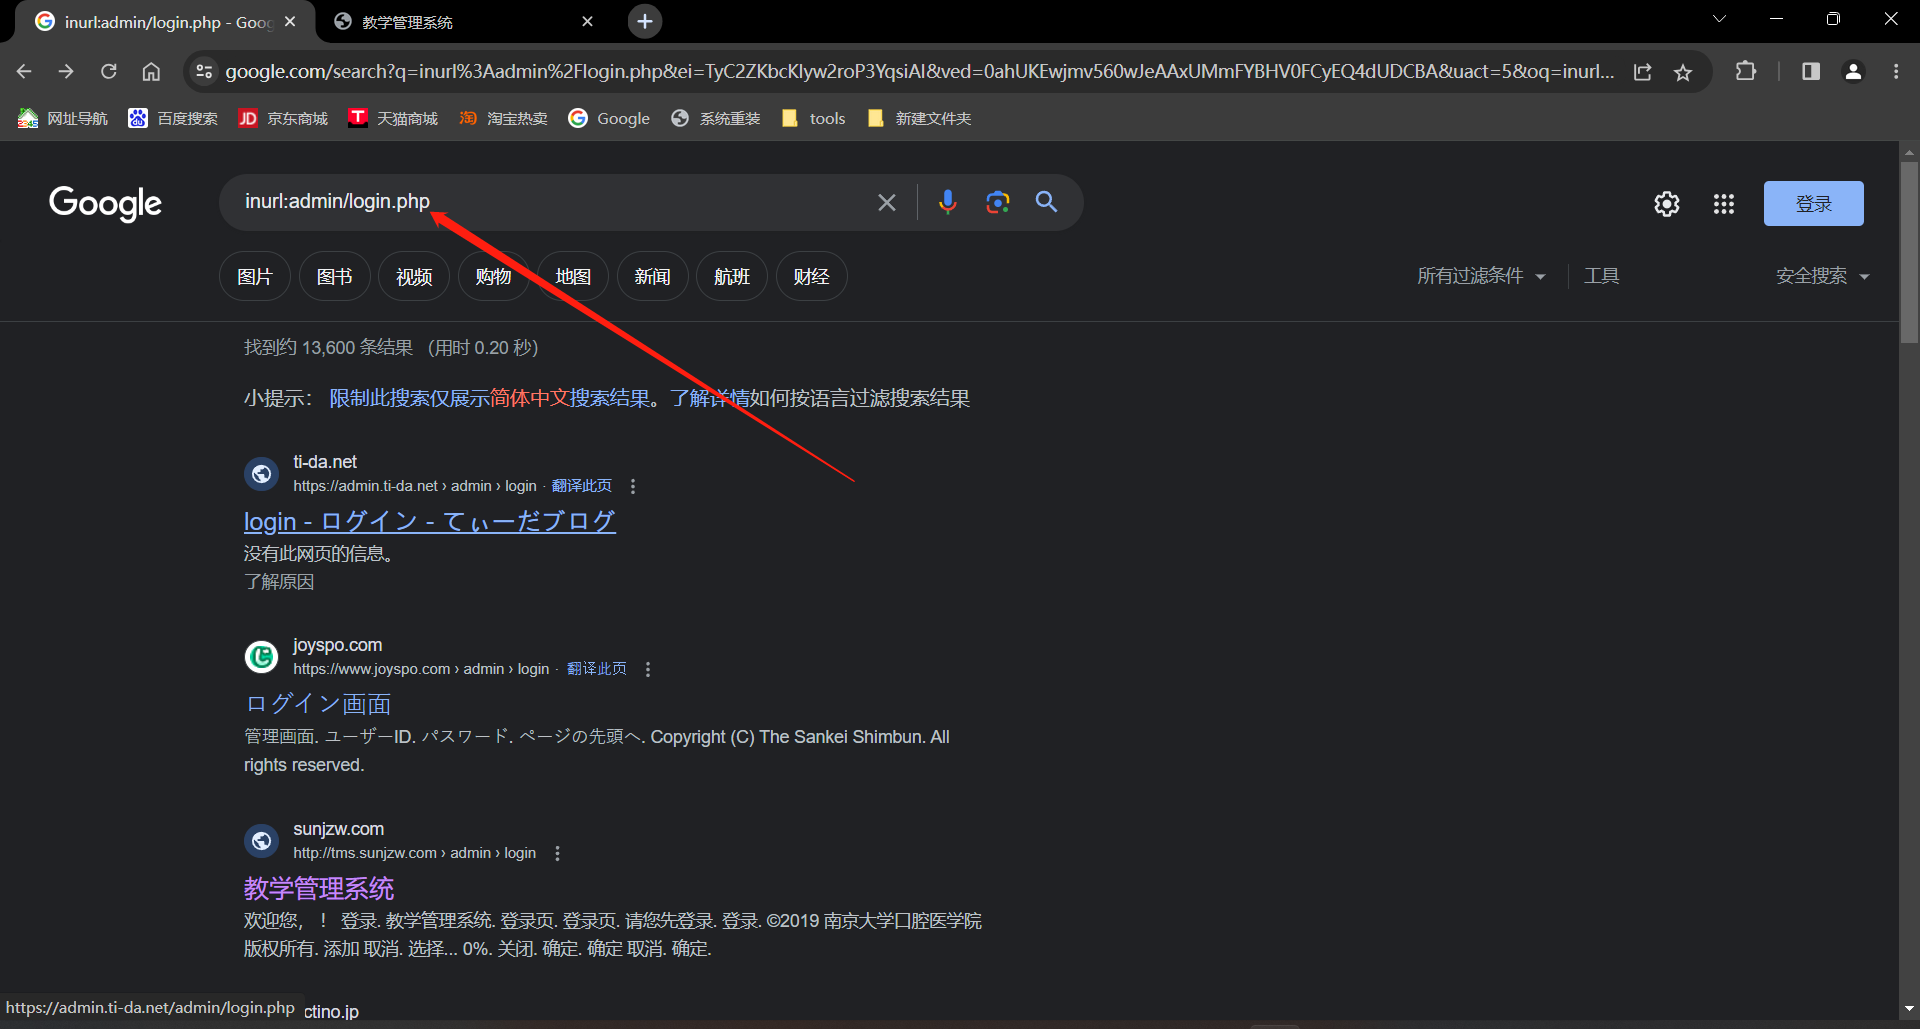 inurl:admin/login.php - Goog
教学管理系统
google.com/search?q=inurl%3Aadmin%2Flogin.php&ei=TyC2ZKbcKIyw2roP3YqsiAI&ved=0ahUKEwjmv560wJeAAxUMmFYBHV0FCyEQ4dUDCBA&uact=5&oq=inurl...
网址导航
百度搜索
京东商城
天猫商城
淘宝热卖
Google
系统重装
tools
新建文件夹
Google
inurl:admin/login.php
登录
图片
图书
视频
购物
地图
新闻
航班
财经
所有过滤条件
工具
安全搜索
找到约 13,600 条结果 (用时 0.20 秒)
小提示： 限制此搜索仅展示简体中文搜索结果。了解详情如何按语言过滤搜索结果
ti-da.net
https://admin.ti-da.net › admin › login · 翻译此页
login - ログイン - てぃーだブログ
没有此网页的信息。
了解原因
joyspo.com
https://www.joyspo.com › admin › login · 翻译此页
ログイン画面
管理画面. ユーザーID. パスワード. ページの先頭へ. Copyright (C) The Sankei Shimbun. All
rights reserved.
sunjzw.com
http://tms.sunjzw.com › admin › login
教学管理系统
欢迎您， ！ 登录. 教学管理系统. 登录页. 登录页. 请您先登录. 登录. ©2019 南京大学口腔医学院
版权所有. 添加 取消. 选择... 0%. 关闭. 确定. 确定 取消. 确定.
https://admin.ti-da.net/admin/login.php
ctino.jp